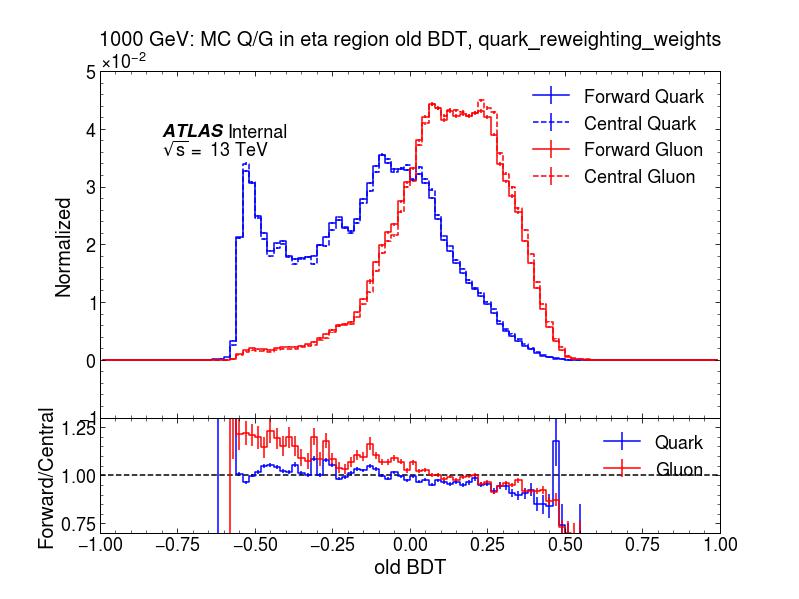 1000 GeV: MC Q/G in eta region old BDT, quark_reweighting_weights
×10⁻²
5
ATLAS Internal
√s = 13 TeV
Forward Quark
Central Quark
Forward Gluon
Central Gluon
4
3
2
1
0
Normalized
1.25
1.00
0.75
Forward/Central
Quark
Gluon
−1.00 −0.75 −0.50 −0.25 0.00 0.25 0.50 0.75 1.00
old BDT